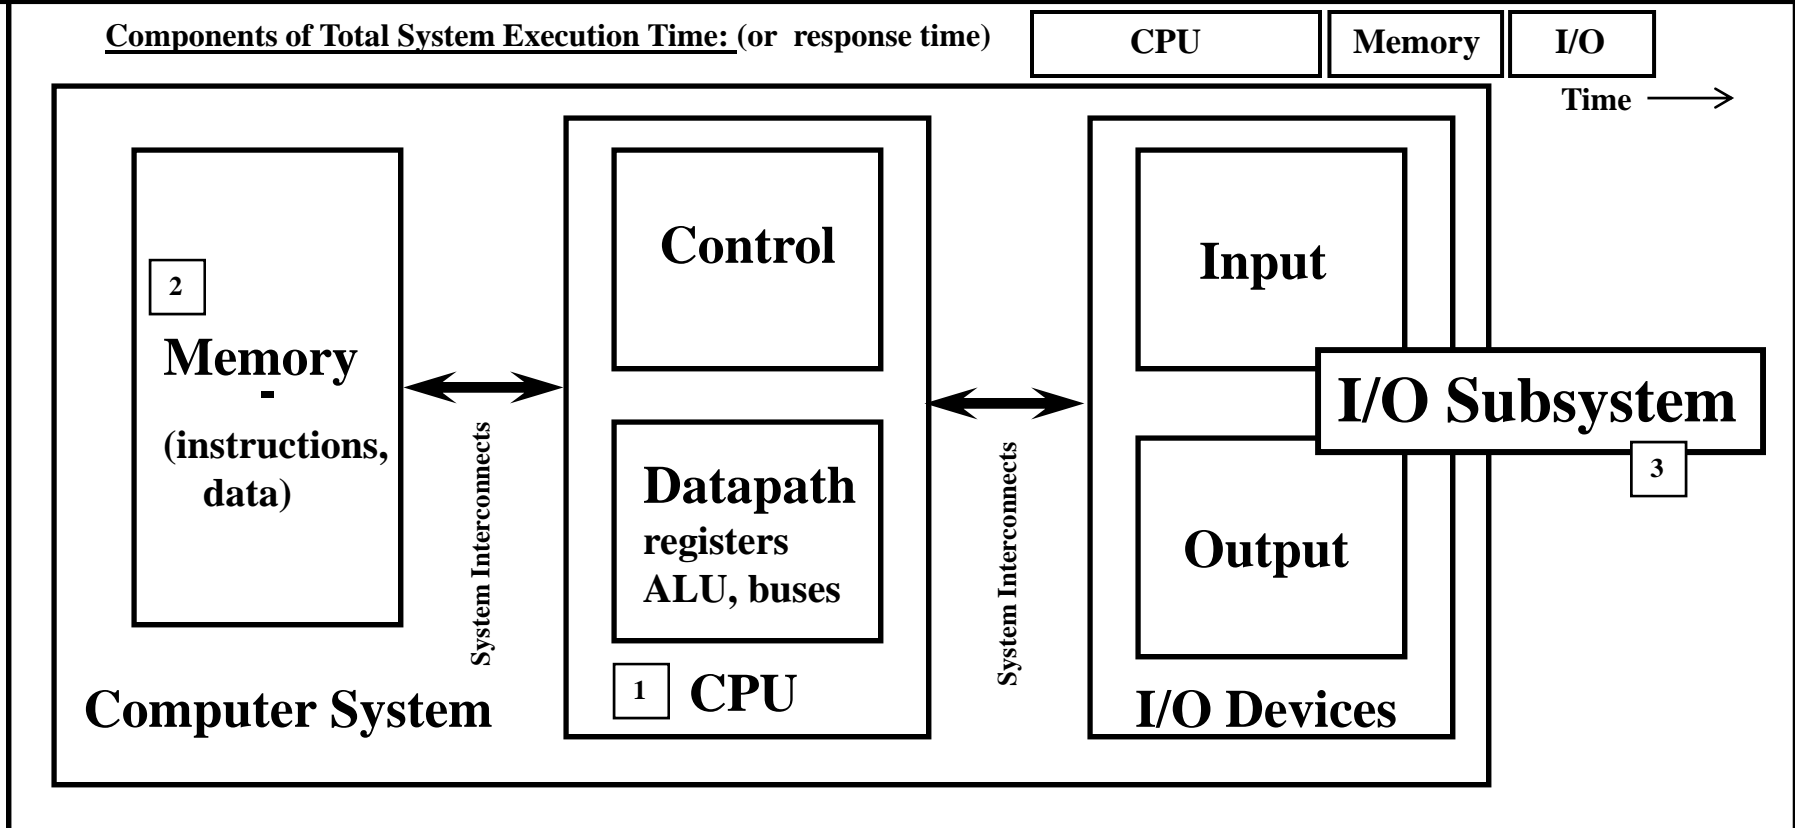 Components of Total System Execution Time: (or response time)
CPU
Memory
I/O
Time
2
Memory
-
(instructions,
data)
Computer System
System Interconnects
Control
Datapath
registers
ALU, buses
1
CPU
System Interconnects
Input
I/O Subsystem
3
Output
I/O Devices